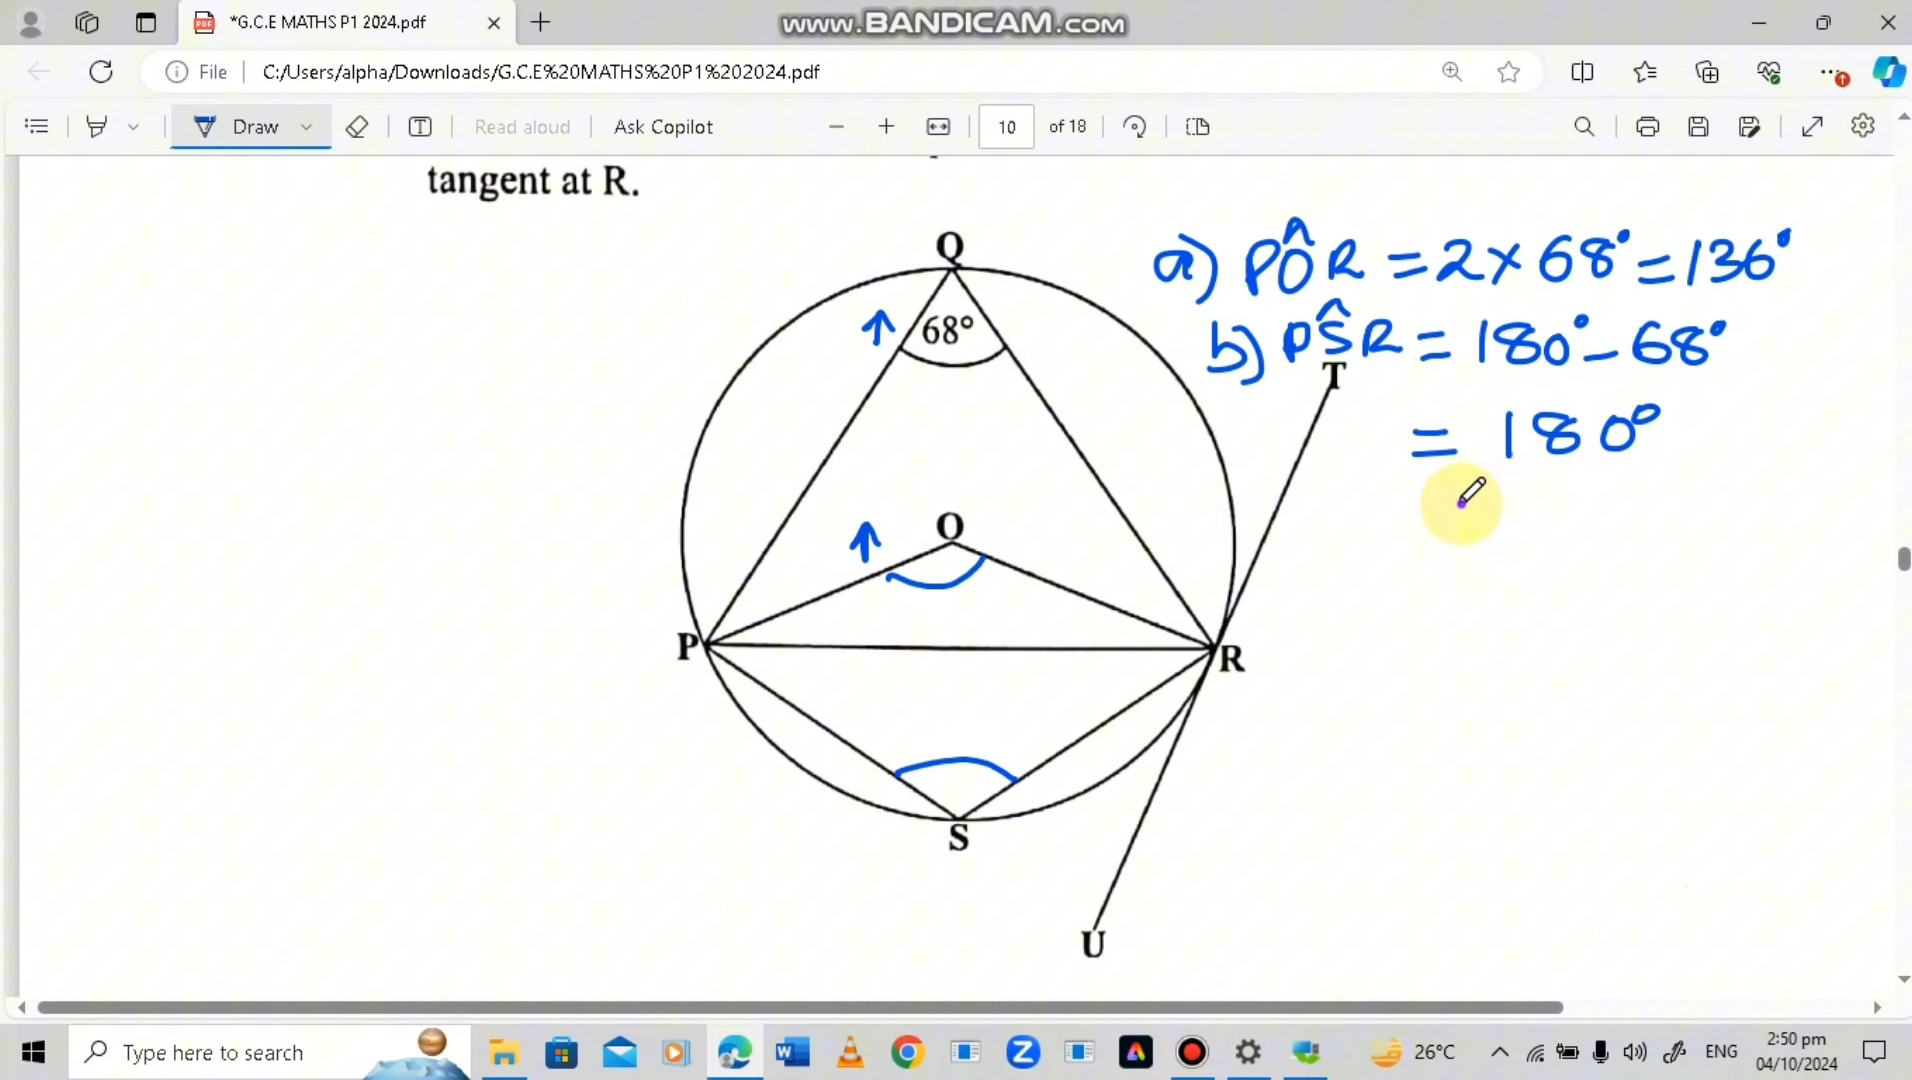 *G.C.E MATHS P1 2024.pdf
www.BANDICAM.com
File C:/Users/alpha/Downloads/G.C.E%20MATHS%20P1%202024.pdf
Draw Read aloud Ask Copilot 10 of 18
tangent at R.
Q
68°
O
P
R
S
T
U
a) PÔR = 2 × 68° = 136°
b) PŜR = 180° - 68°
= 180°
Type here to search
26°C
ENG
2:50 pm
04/10/2024